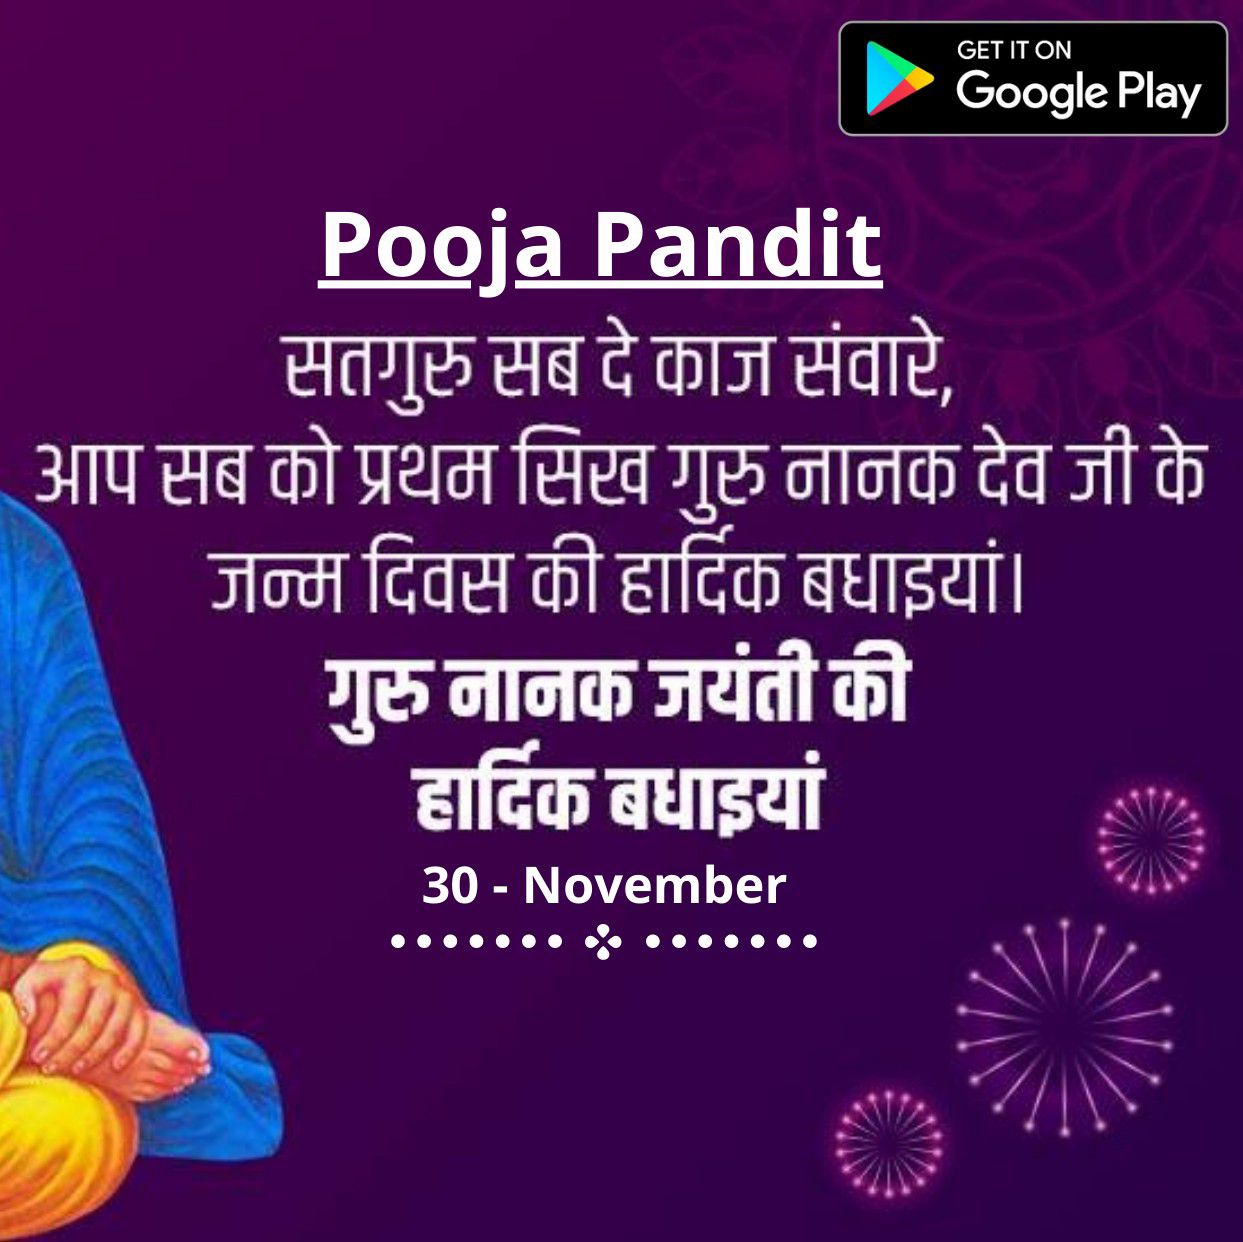 GET IT ON
Google Play
Pooja Pandit
सतगुरु सब दे काज संवारे,
आप सब को प्रथम सिख गुरु नानक देव जी के
जन्म दिवस की हार्दिक बधाइयां।
गुरु नानक जयंती की
हार्दिक बधाइयां
30 - November